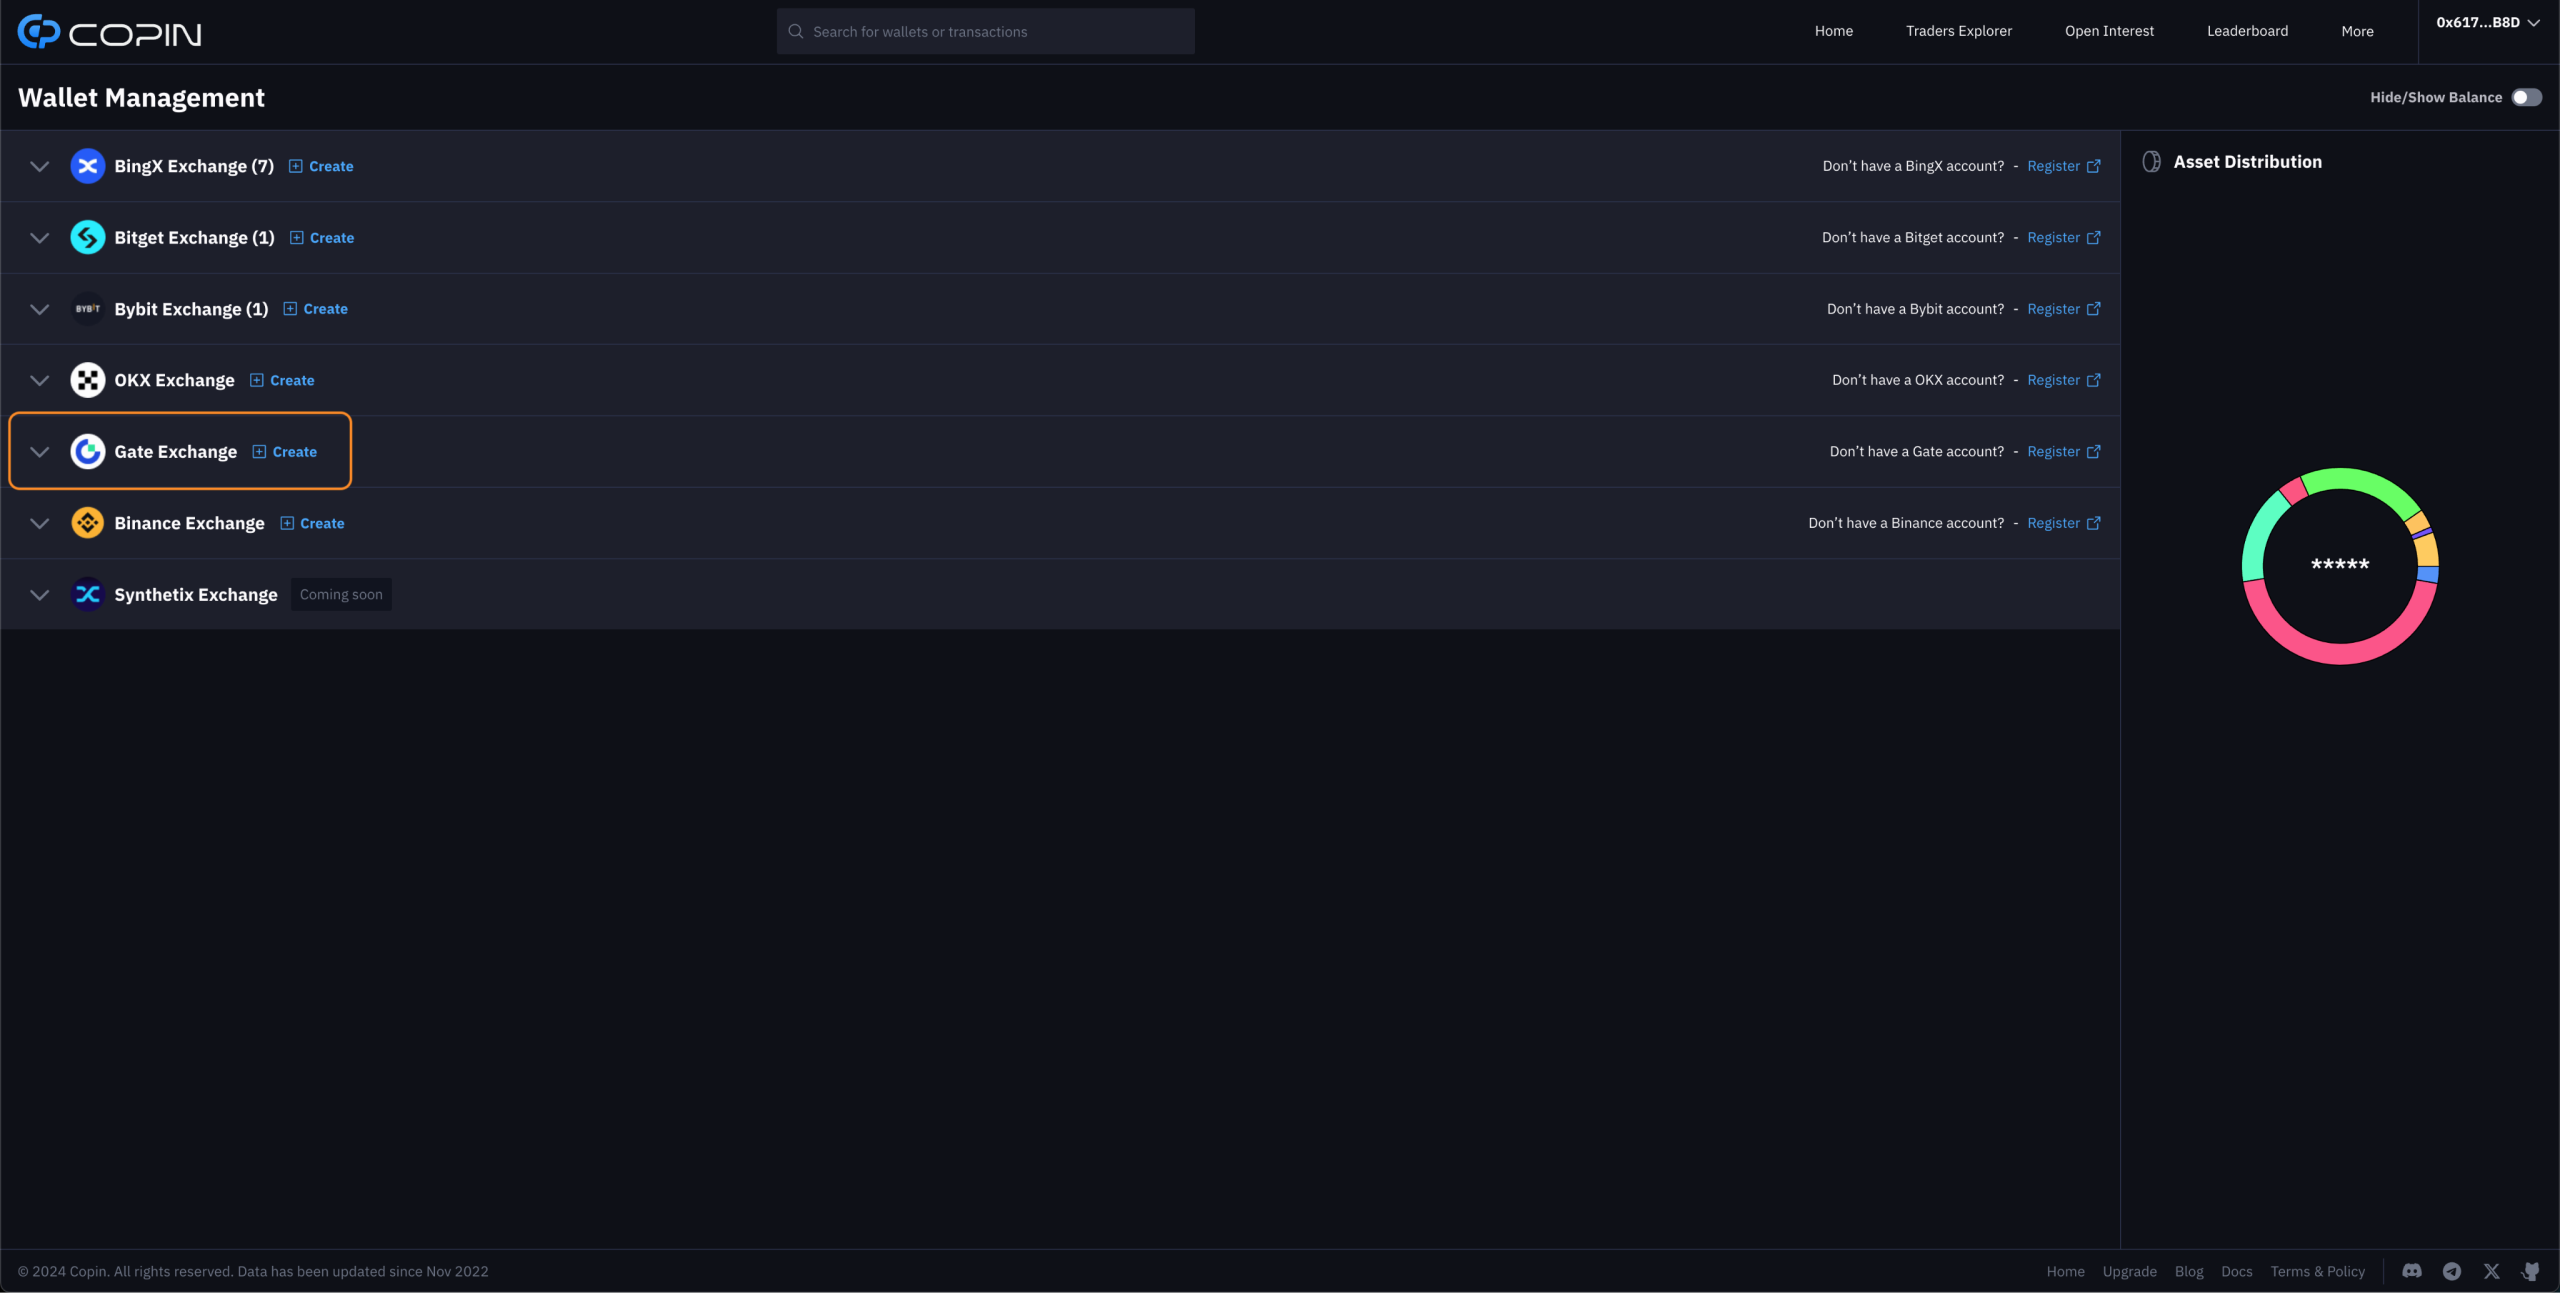 COPIN
Search for wallets or transactions
Home
Traders Explorer
Open Interest
Leaderboard
More
0x617...B8D
Wallet Management
Hide/Show Balance
BingX Exchange (7)
Create
Don’t have a BingX account? - Register
Bitget Exchange (1)
Create
Don’t have a Bitget account? - Register
BYBIT
Bybit Exchange (1)
Create
Don’t have a Bybit account? - Register
OKX Exchange
Create
Don’t have a OKX account? - Register
Gate Exchange
Create
Don’t have a Gate account? - Register
Binance Exchange
Create
Don’t have a Binance account? - Register
Synthetix Exchange
Coming soon
Asset Distribution
*****
© 2024 Copin. All rights reserved. Data has been updated since Nov 2022
Home
Upgrade
Blog
Docs
Terms & Policy